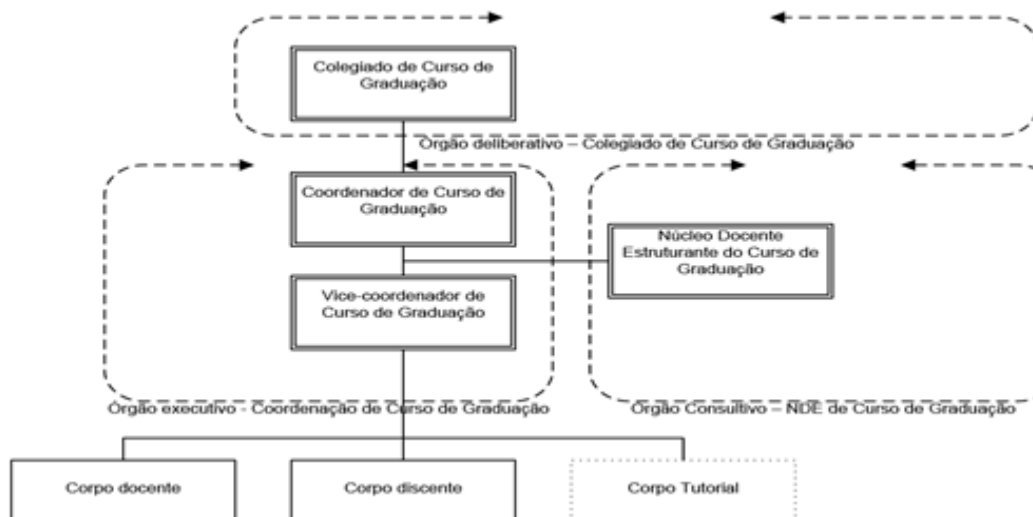 Colegiado de Curso de
Graduação
Órgão deliberativo – Colegiado de Curso de Graduação
Coordenador de Curso de
Graduação
Núcleo Docente
Estruturante do Curso de
Graduação
Vice-coordenador de
Curso de Graduação
Órgão executivo - Coordenação de Curso de Graduação
Órgão Consultivo – NDE de Curso de Graduação
Corpo docente
Corpo discente
Corpo Tutorial